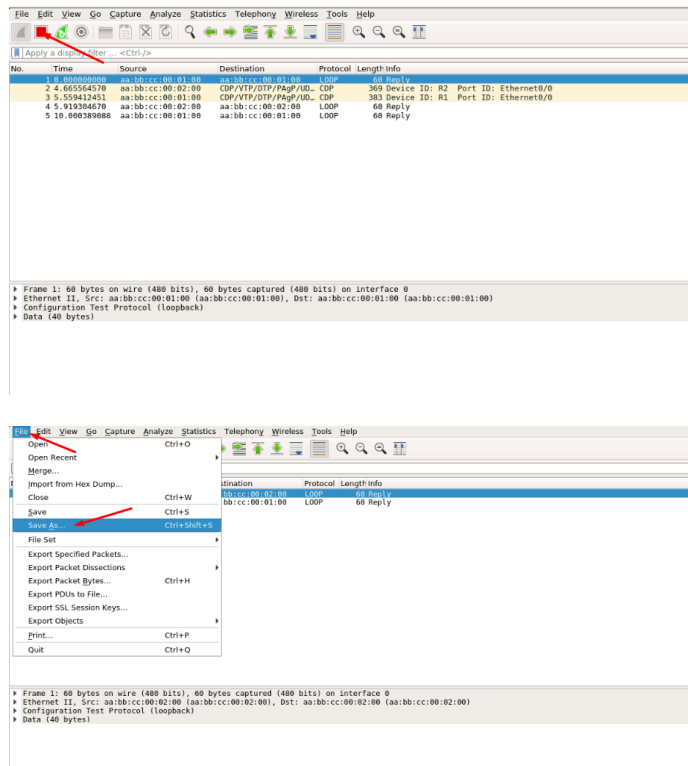 File Edit View Go Capture Analyze Statistics Telephony Wireless Tools Help
Apply a display filter ... <Ctrl-/>
No. Time Source Destination Protocol Length Info
1 0.000000000 aa:bb:cc:00:01:00 aa:bb:cc:00:01:00 LOOP 60 Reply
2 4.665564570 aa:bb:cc:00:02:00 CDP/VTP/DTP/PAgP/UD… CDP 369 Device ID: R2 Port ID: Ethernet0/0
3 5.559412451 aa:bb:cc:00:01:00 CDP/VTP/DTP/PAgP/UD… CDP 383 Device ID: R1 Port ID: Ethernet0/0
4 5.919304670 aa:bb:cc:00:02:00 aa:bb:cc:00:02:00 LOOP 60 Reply
5 10.000389088 aa:bb:cc:00:01:00 aa:bb:cc:00:01:00 LOOP 60 Reply
Frame 1: 60 bytes on wire (480 bits), 60 bytes captured (480 bits) on interface 0
Ethernet II, Src: aa:bb:cc:00:01:00 (aa:bb:cc:00:01:00), Dst: aa:bb:cc:00:01:00 (aa:bb:cc:00:01:00)
Configuration Test Protocol (loopback)
Data (40 bytes)
File Edit View Go Capture Analyze Statistics Telephony Wireless Tools Help
Open Ctrl+O
Open Recent
Merge...
Import from Hex Dump...
tination Protocol Length Info
Close Ctrl+W
bb:cc:00:02:00 LOOP 60 Reply
bb:cc:00:01:00 LOOP 60 Reply
Save Ctrl+S
Save As... Ctrl+Shift+S
File Set
Export Specified Packets...
Export Packet Dissections
Export Packet Bytes... Ctrl+H
Export PDUs to File...
Export SSL Session Keys...
Export Objects
Print... Ctrl+P
Quit Ctrl+Q
Frame 1: 60 bytes on wire (480 bits), 60 bytes captured (480 bits) on interface 0
Ethernet II, Src: aa:bb:cc:00:02:00 (aa:bb:cc:00:02:00), Dst: aa:bb:cc:00:02:00 (aa:bb:cc:00:02:00)
Configuration Test Protocol (loopback)
Data (40 bytes)